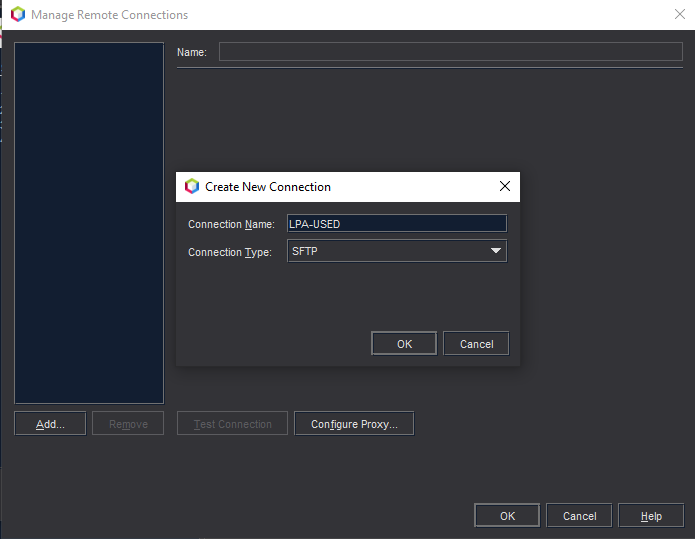 Manage Remote Connections
Name:
Create New Connection
Connection Name: LPA-USED
Connection Type: SFTP
OK Cancel
Add... Remove Test Connection Configure Proxy...
OK Cancel Help